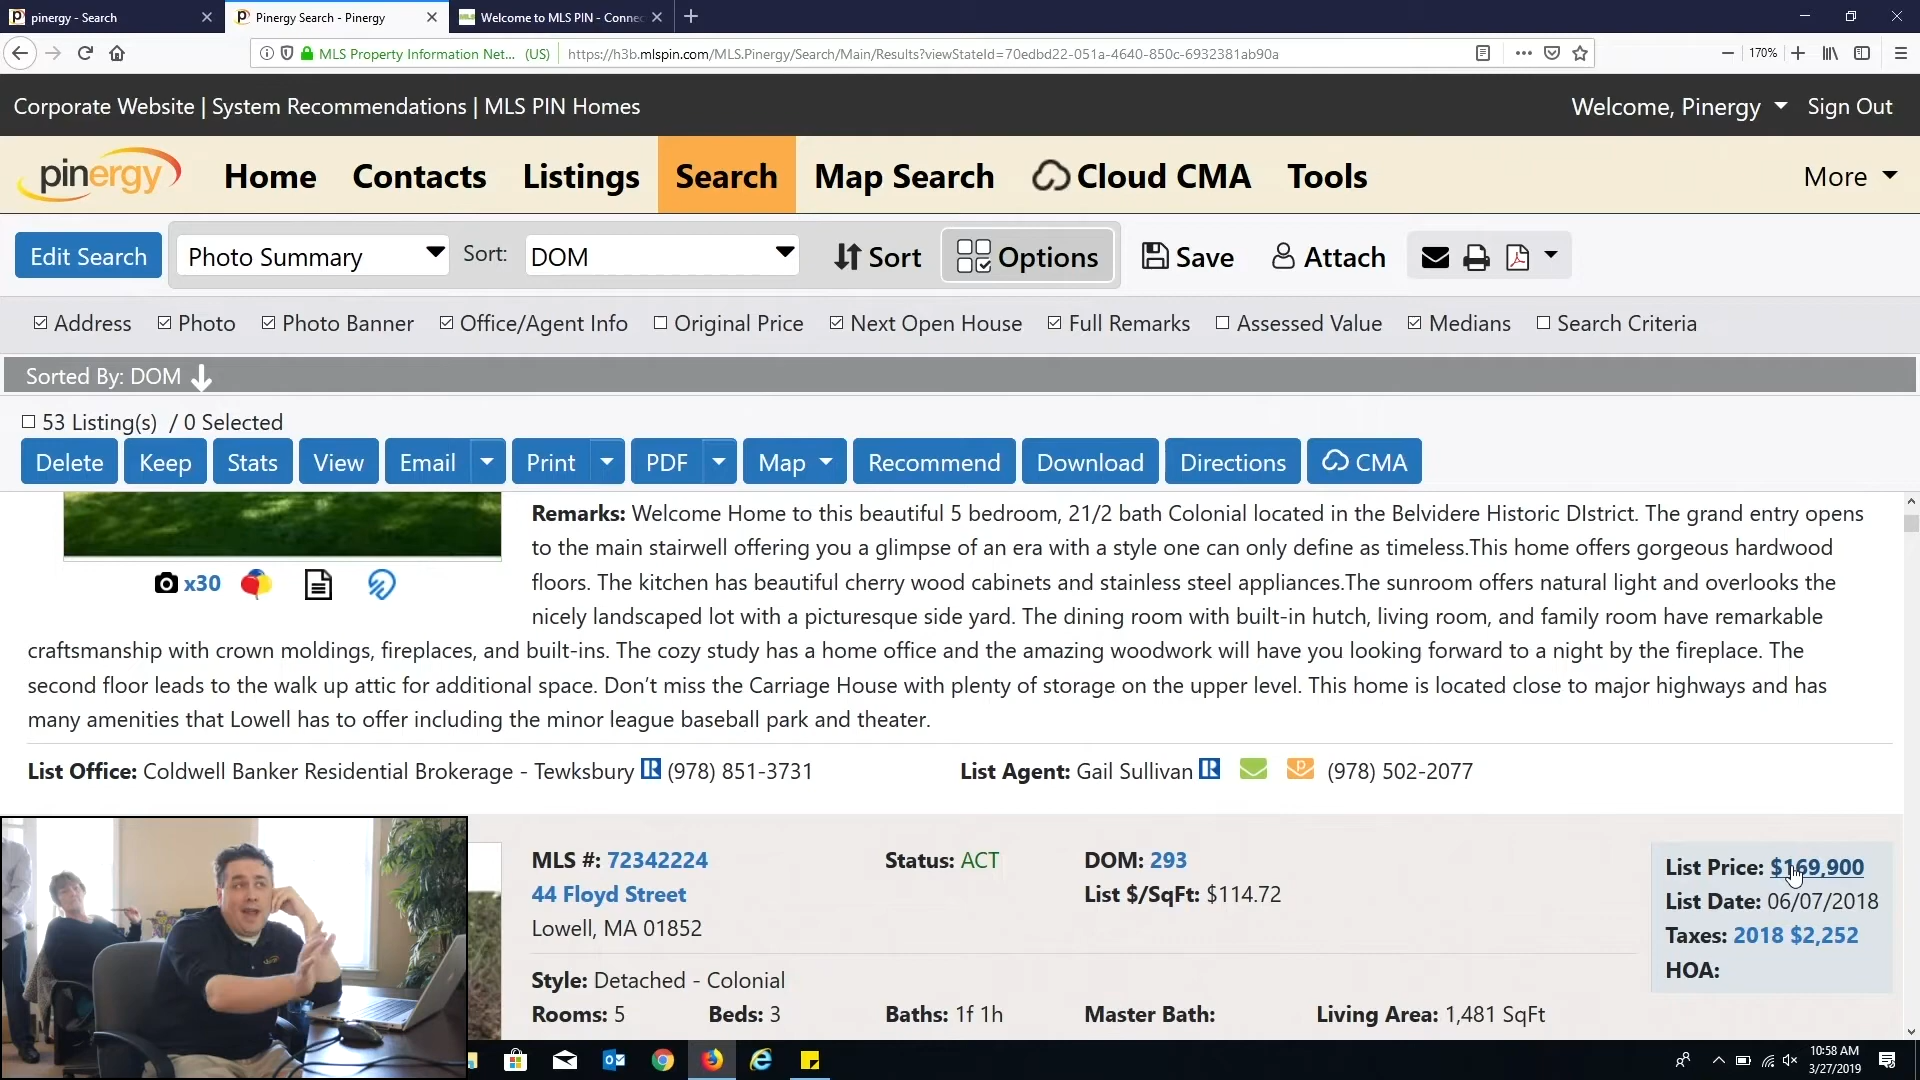 pinergy - Search
Pinergy Search - Pinergy
Welcome to MLS PIN - Connec
MLS Property Information Net... (US)
https://h3b.mlspin.com/MLS.Pinergy/Search/Main/Results?viewStateId=70edbd22-051a-4640-850c-6932381ab90a
170%
Corporate Website | System Recommendations | MLS PIN Homes
Welcome, Pinergy
Sign Out
pinergy
Home
Contacts
Listings
Search
Map Search
Cloud CMA
Tools
More
Edit Search
Photo Summary
Sort:
DOM
Sort
Options
Save
Attach
Address
Photo
Photo Banner
Office/Agent Info
Original Price
Next Open House
Full Remarks
Assessed Value
Medians
Search Criteria
Sorted By: DOM
53 Listing(s) / 0 Selected
Delete
Keep
Stats
View
Email
Print
PDF
Map
Recommend
Download
Directions
CMA
Remarks: Welcome Home to this beautiful 5 bedroom, 21/2 bath Colonial located in the Belvidere Historic DIstrict. The grand entry opens
to the main stairwell offering you a glimpse of an era with a style one can only define as timeless.This home offers gorgeous hardwood
floors. The kitchen has beautiful cherry wood cabinets and stainless steel appliances.The sunroom offers natural light and overlooks the
nicely landscaped lot with a picturesque side yard. The dining room with built-in hutch, living room, and family room have remarkable
craftsmanship with crown moldings, fireplaces, and built-ins. The cozy study has a home office and the amazing woodwork will have you looking forward to a night by the fireplace. The
second floor leads to the walk up attic for additional space. Don't miss the Carriage House with plenty of storage on the upper level. This home is located close to major highways and has
many amenities that Lowell has to offer including the minor league baseball park and theater.
x30
List Office: Coldwell Banker Residential Brokerage - Tewksbury R (978) 851-3731
List Agent: Gail Sullivan R (978) 502-2077
MLS #: 72342224
Status: ACT
DOM: 293
List Price: $169,900
44 Floyd Street
List $/SqFt: $114.72
List Date: 06/07/2018
Lowell, MA 01852
Taxes: 2018 $2,252
HOA:
Style: Detached - Colonial
Rooms: 5
Beds: 3
Baths: 1f 1h
Master Bath:
Living Area: 1,481 SqFt
10:58 AM
3/27/2019